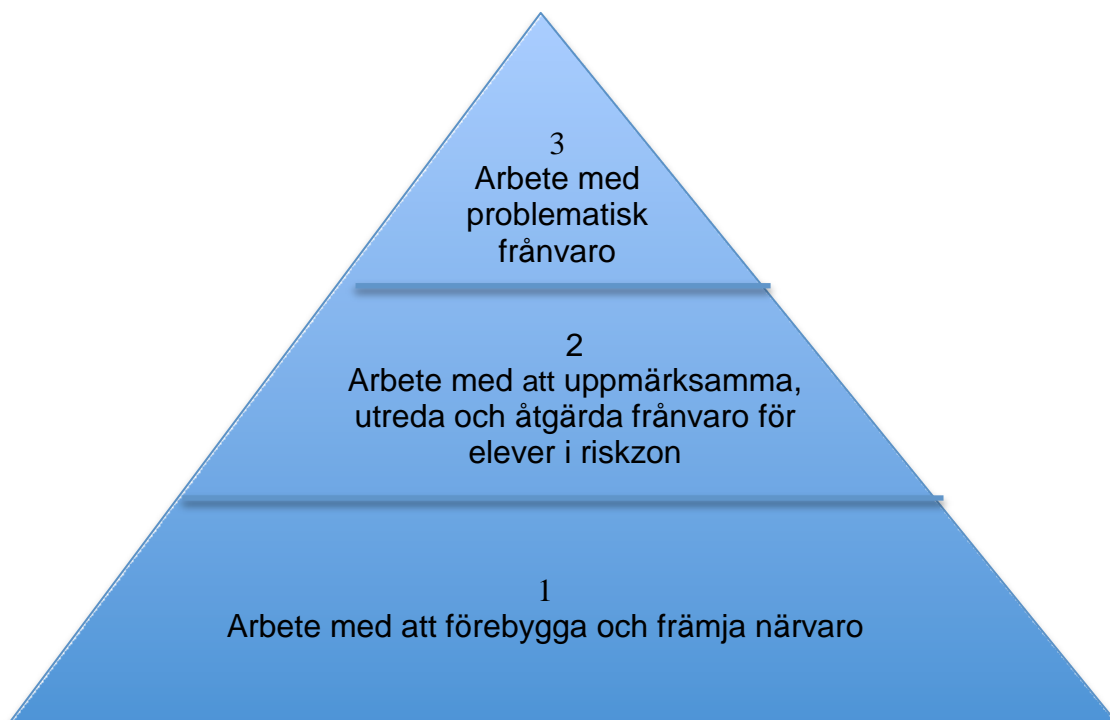 3
Arbete med
problematisk
frånvaro
2
Arbete med att uppmärksamma,
utreda och åtgärda frånvaro för
elever i riskzon
1
Arbete med att förebygga och främja närvaro